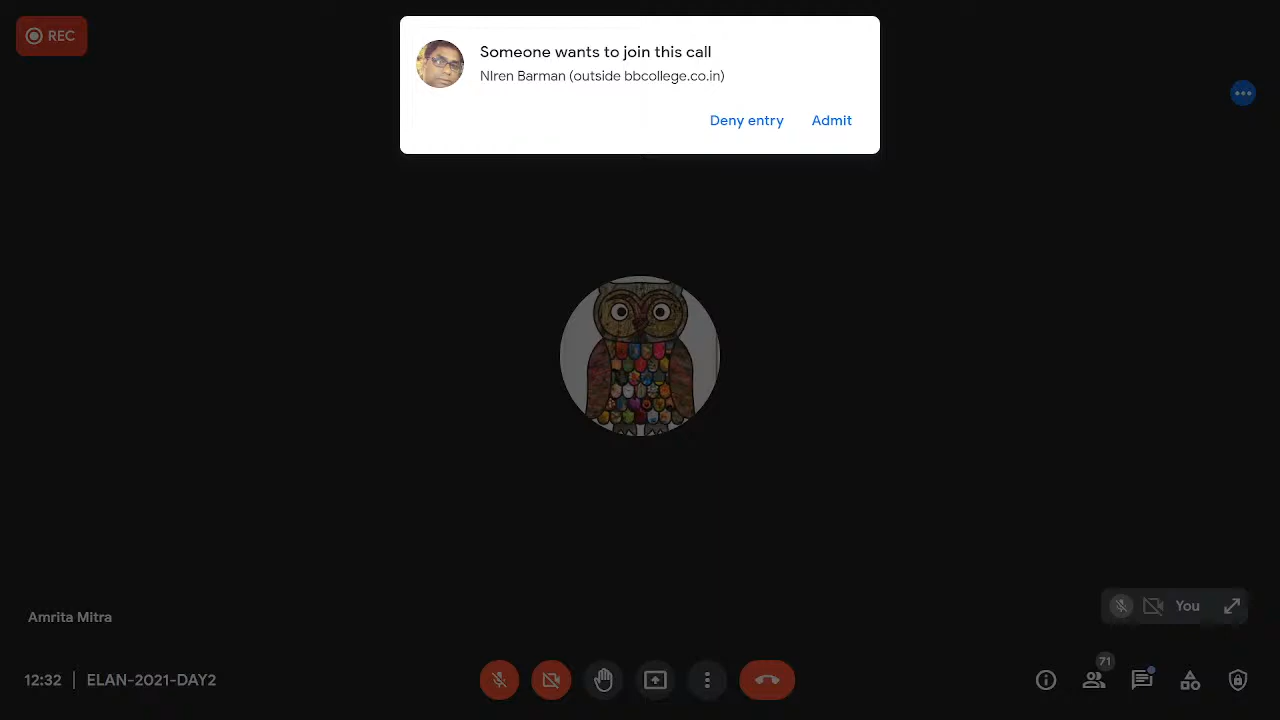 REC
Someone wants to join this call
NIren Barman (outside bbcollege.co.in)
Deny entry Admit
Amrita Mitra
You
71
12:32 | ELAN-2021-DAY2